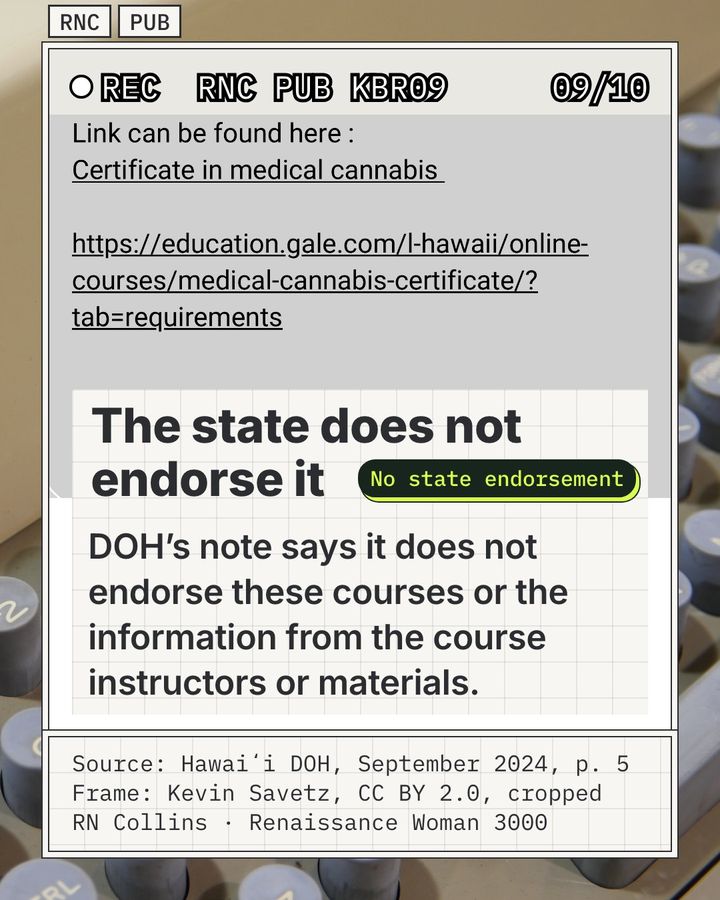 RNC PUB
REC RNC PUB KBR09 09/10
Link can be found here :
Certificate in medical cannabis
https://education.gale.com/l-hawaii/online-
courses/medical-cannabis-certificate/?
tab=requirements
The state does not
endorse it
No state endorsement
DOH’s note says it does not
endorse these courses or the
information from the course
instructors or materials.
Source: Hawaiʻi DOH, September 2024, p. 5
Frame: Kevin Savetz, CC BY 2.0, cropped
RN Collins · Renaissance Woman 3000